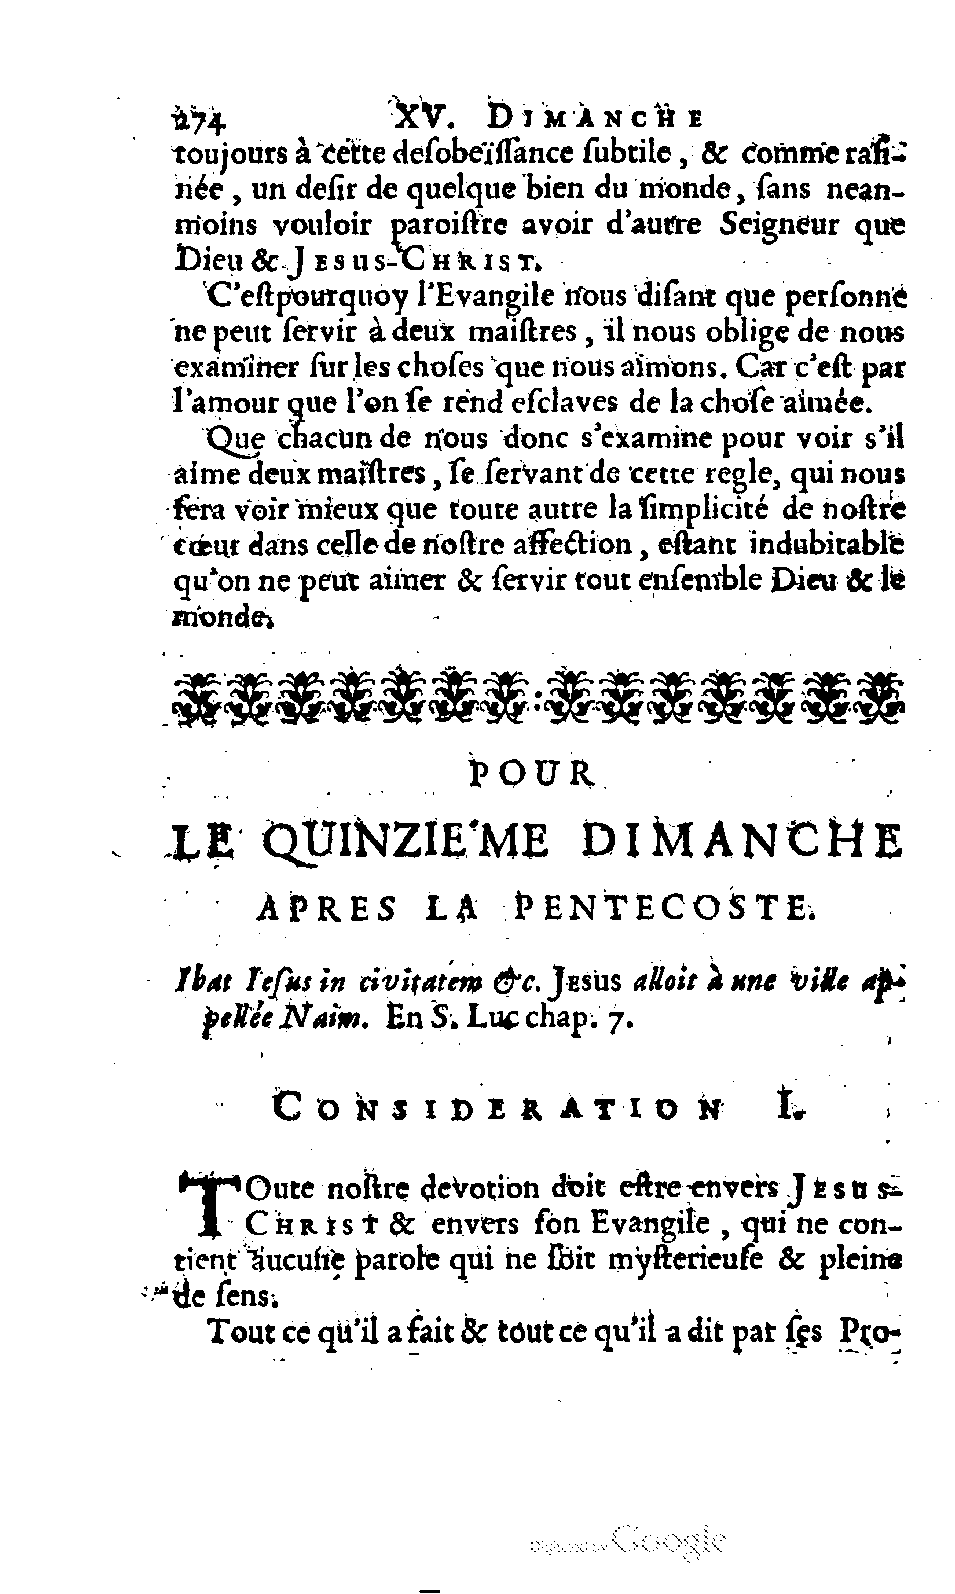 274 XV. DIMANCHE
toujours à cette desobeïssance subtile, & comme rafi-
née, un desir de quelque bien du monde, sans nean-
moins vouloir paroistre avoir d'autre Seigneur que
Dieu & JESUS-CHRIST.
C'estpourquoy l'Evangile nous disant que personne
ne peut servir à deux maistres, il nous oblige de nous
examiner sur les choses que nous aimons. Car c'est par
l'amour que l'on se rend esclaves de la chose aimée.
Que chacun de nous donc s'examine pour voir s'il
aime deux maistres, se servant de cette regle, qui nous
fera voir mieux que toute autre la simplicité de nostre
cœur dans celle de nostre affection, estant indubitable
qu'on ne peut aimer & servir tout ensemble Dieu & le
monde.
POUR
LE QUINZIE'ME DIMANCHE
APRES LA PENTECOSTE.
Ibat Iesus in civitatem &c. JESUS alloit à une ville ap-
pellée Naim. En S. Luc chap. 7.
CONSIDERATION I.
TOute nostre devotion doit estre envers JESUS-
CHRIST & envers son Evangile, qui ne con-
tient aucune parole qui ne soit mysterieuse & pleine
de sens.
Tout ce qu'il a fait & tout ce qu'il a dit par ses Pro-
Google